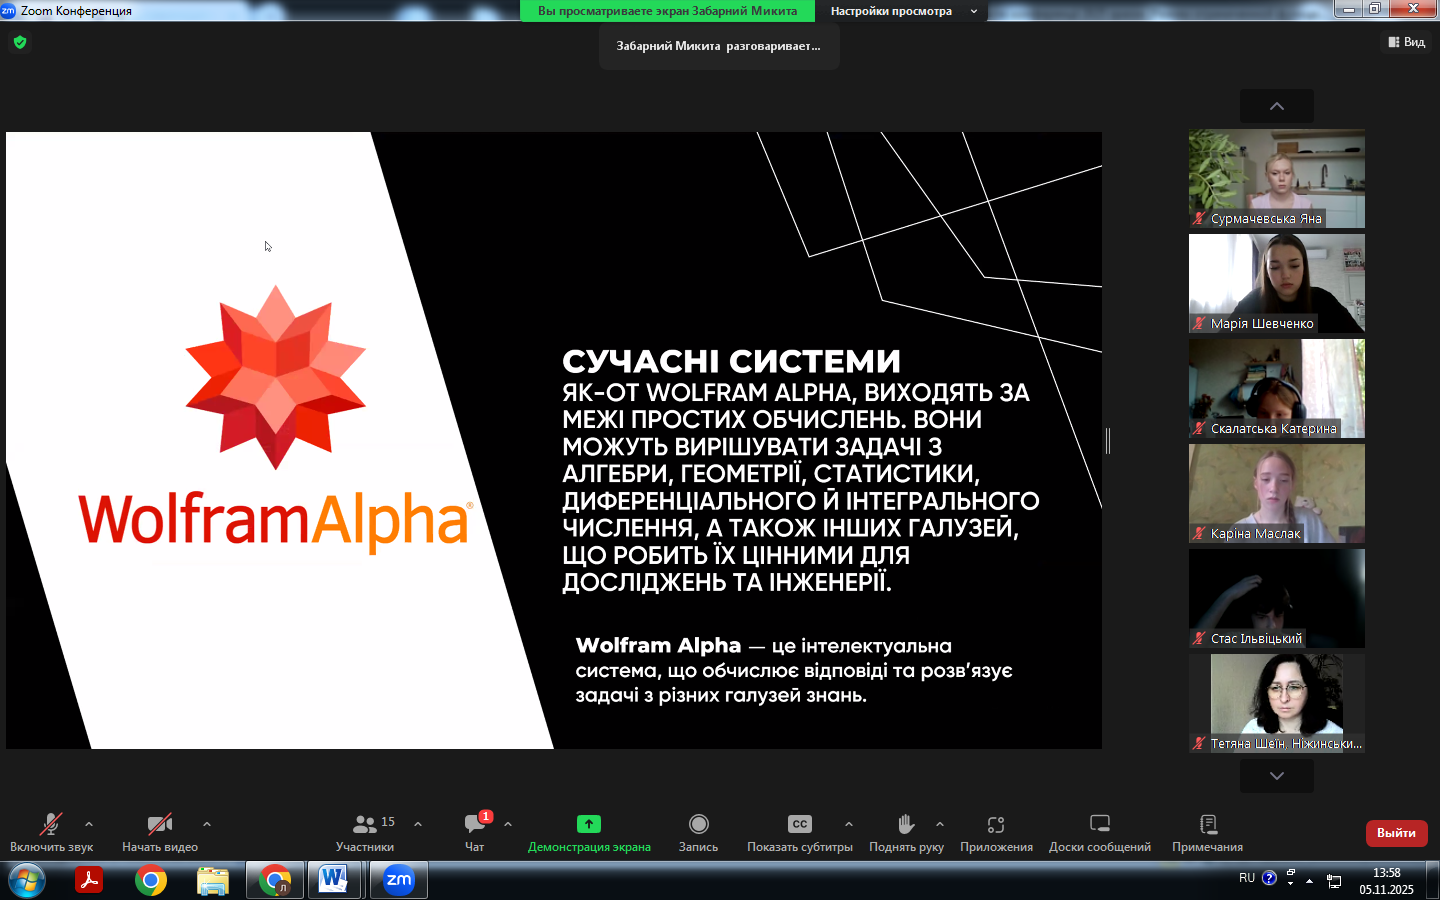 Zoom Конференция
Вы просматриваете экран Забарний Микита
Настройки просмотра
Забарний Микита разговаривает...
Вид
WolframAlpha®
СУЧАСНІ СИСТЕМИ
ЯК-ОТ WOLFRAM ALPHA, ВИХОДЯТЬ ЗА
МЕЖІ ПРОСТИХ ОБЧИСЛЕНЬ. ВОНИ
МОЖУТЬ ВИРІШУВАТИ ЗАДАЧІ З
АЛГЕБРИ, ГЕОМЕТРІЇ, СТАТИСТИКИ,
ДИФЕРЕНЦІАЛЬНОГО Й ІНТЕГРАЛЬНОГО
ЧИСЛЕННЯ, А ТАКОЖ ІНШИХ ГАЛУЗЕЙ,
ЩО РОБИТЬ ЇХ ЦІННИМИ ДЛЯ
ДОСЛІДЖЕНЬ ТА ІНЖЕНЕРІЇ.
Wolfram Alpha — це інтелектуальна
система, що обчислює відповіді та розв’язує
задачі з різних галузей знань.
Сурмачевська Яна
Марія Шевченко
Скалатська Катерина
Каріна Маслак
Стас Ільвіцький
Тетяна Шеїн, Ніжинськи...
Включить звук
Начать видео
15
Участники
1
Чат
Демонстрация экрана
Запись
CC
Показать субтитры
Поднять руку
Приложения
Доски сообщений
Примечания
Выйти
zm
Л
W
zm
RU
13:58
05.11.2025